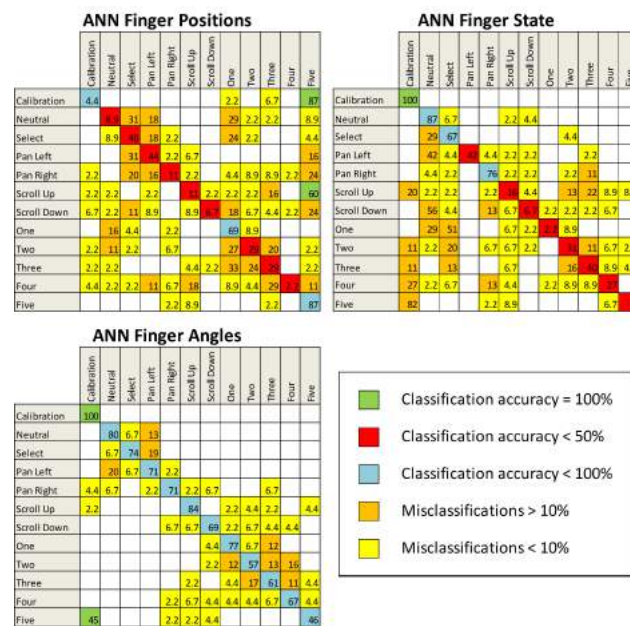 ANN Finger Positions
Calibration Neutral Select Pan Left Pan Right Scroll Up Scroll Down One Two Three Four Five
Calibration 4.4 2.2 6.7 87
Neutral 31 18 29 2.2 2.2 8.9
Select 8.9 18 2.2 24 2.2 4.4
Pan Left 31 44 2.2 6.7 16
Pan Right 2.2 20 16 11 2.2 4.4 8.9 8.9 2.2 24
Scroll Up 2.2 2.2 2.2 11 2.2 2.2 2.2 16 60
Scroll Down 6.7 2.2 11 8.9 8.9 6.7 18 6.7 4.4 2.2 24
One 16 4.4 2.2 69 8.9
Two 2.2 11 2.2 6.7 27 29 20 2.2
Three 2.2 2.2 4.4 2.2 33 24 29 2.2
Four 4.4 2.2 2.2 11 6.7 18 8.9 4.4 29 2.2 11
Five 2.2 8.9 2.2 87
ANN Finger State
Calibration Neutral Select Pan Left Pan Right Scroll Up Scroll Down One Two Three Four
Calibration 100
Neutral 87 6.7 2.2 4.4
Select 29 67 4.4
Pan Left 42 4.4 4.4 2.2 2.2 2.2
Pan Right 4.4 2.2 76 2.2 2.2 11
Scroll Up 20 2.2 2.2 2.2 4.4 13 22 8.9
Scroll Down 56 4.4 13 6.7 2.2 2.2 2.2 6.7
One 29 51 6.7 2.2 2.2 8.9
Two 11 2.2 20 6.7 6.7 2.2 11 6.7
Three 11 13 6.7 16 11
Four 27 2.2 6.7 13 4.4 2.2 8.9 8.9 27
Five 82 2.2 8.9 6.7
ANN Finger Angles
Calibration Neutral Select Pan Left Pan Right Scroll Up Scroll Down One Two Three Four Five
Calibration 100
Neutral 80 6.7 13
Select 6.7 74 19
Pan Left 20 6.7 71 2.2
Pan Right 4.4 6.7 2.2 71 2.2 6.7 6.7
Scroll Up 2.2 84 2.2 4.4 2.2 4.4
Scroll Down 6.7 6.7 69 2.2 6.7 4.4 4.4
One 4.4 77 6.7 12
Two 2.2 12 57 13 16
Three 2.2 4.4 17 61 11 4.4
Four 2.2 6.7 4.4 4.4 4.4 6.7 67 4.4
Five 45 2.2 2.2 4.4 46
Classification accuracy = 100%
Classification accuracy < 50%
Classification accuracy < 100%
Misclassifications > 10%
Misclassifications < 10%